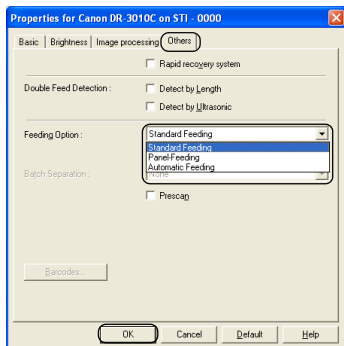 Properties for Canon DR-3010C on STI - 0000
Basic Brightness Image processing Others
Rapid recovery system
Double Feed Detection : Detect by Length
Detect by Ultrasonic
Feeding Option : Standard Feeding
Standard Feeding
Panel-Feeding
Automatic Feeding
Batch Separation : None
Prescan
Barcodes...
OK Cancel Default Help